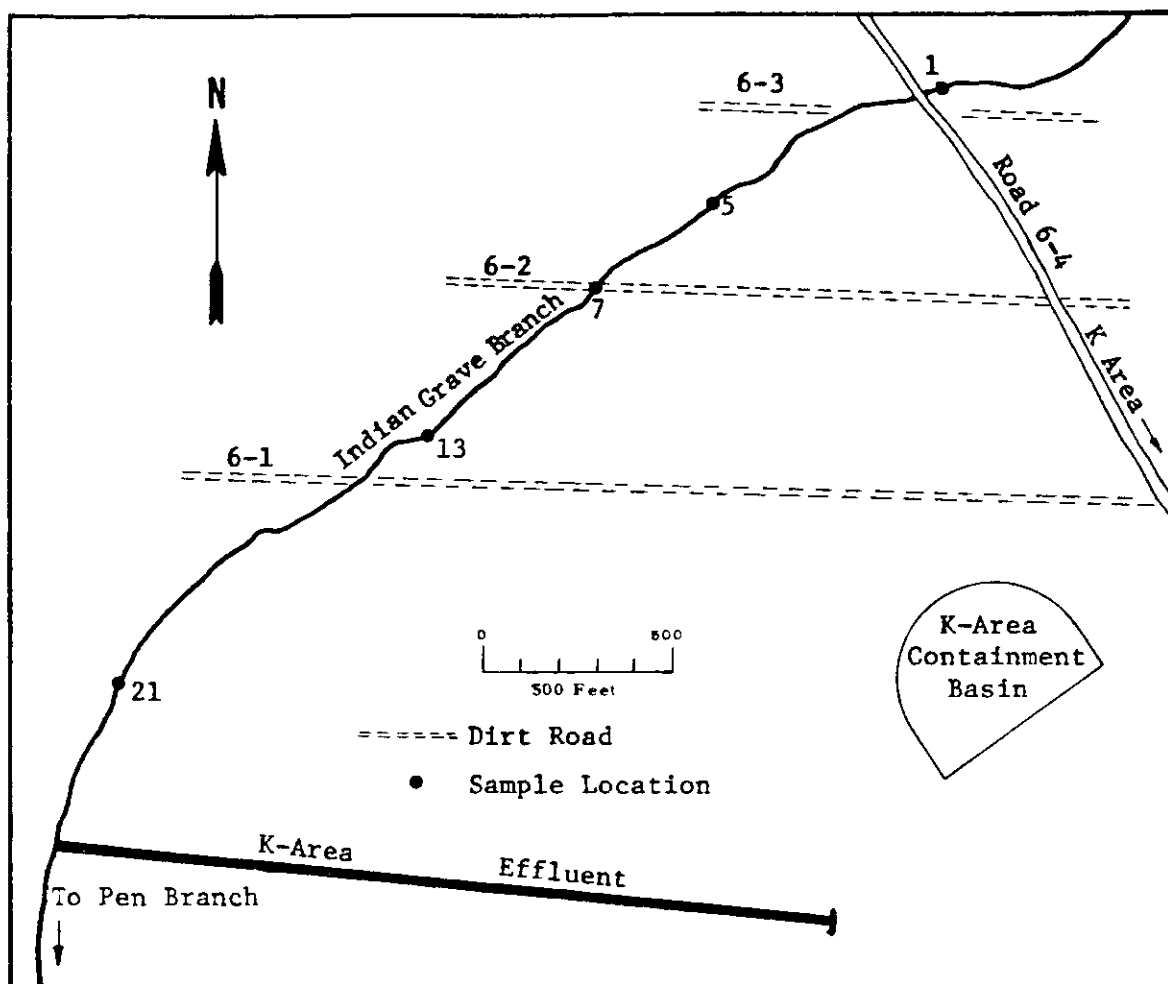 N
1
6-3
Road 6-4
5
6-2
7
K Area
Indian Grave Branch
13
6-1
0 500
500 Feet
K-Area
Containment
Basin
21
Dirt Road
Sample Location
K-Area Effluent
To Pen Branch